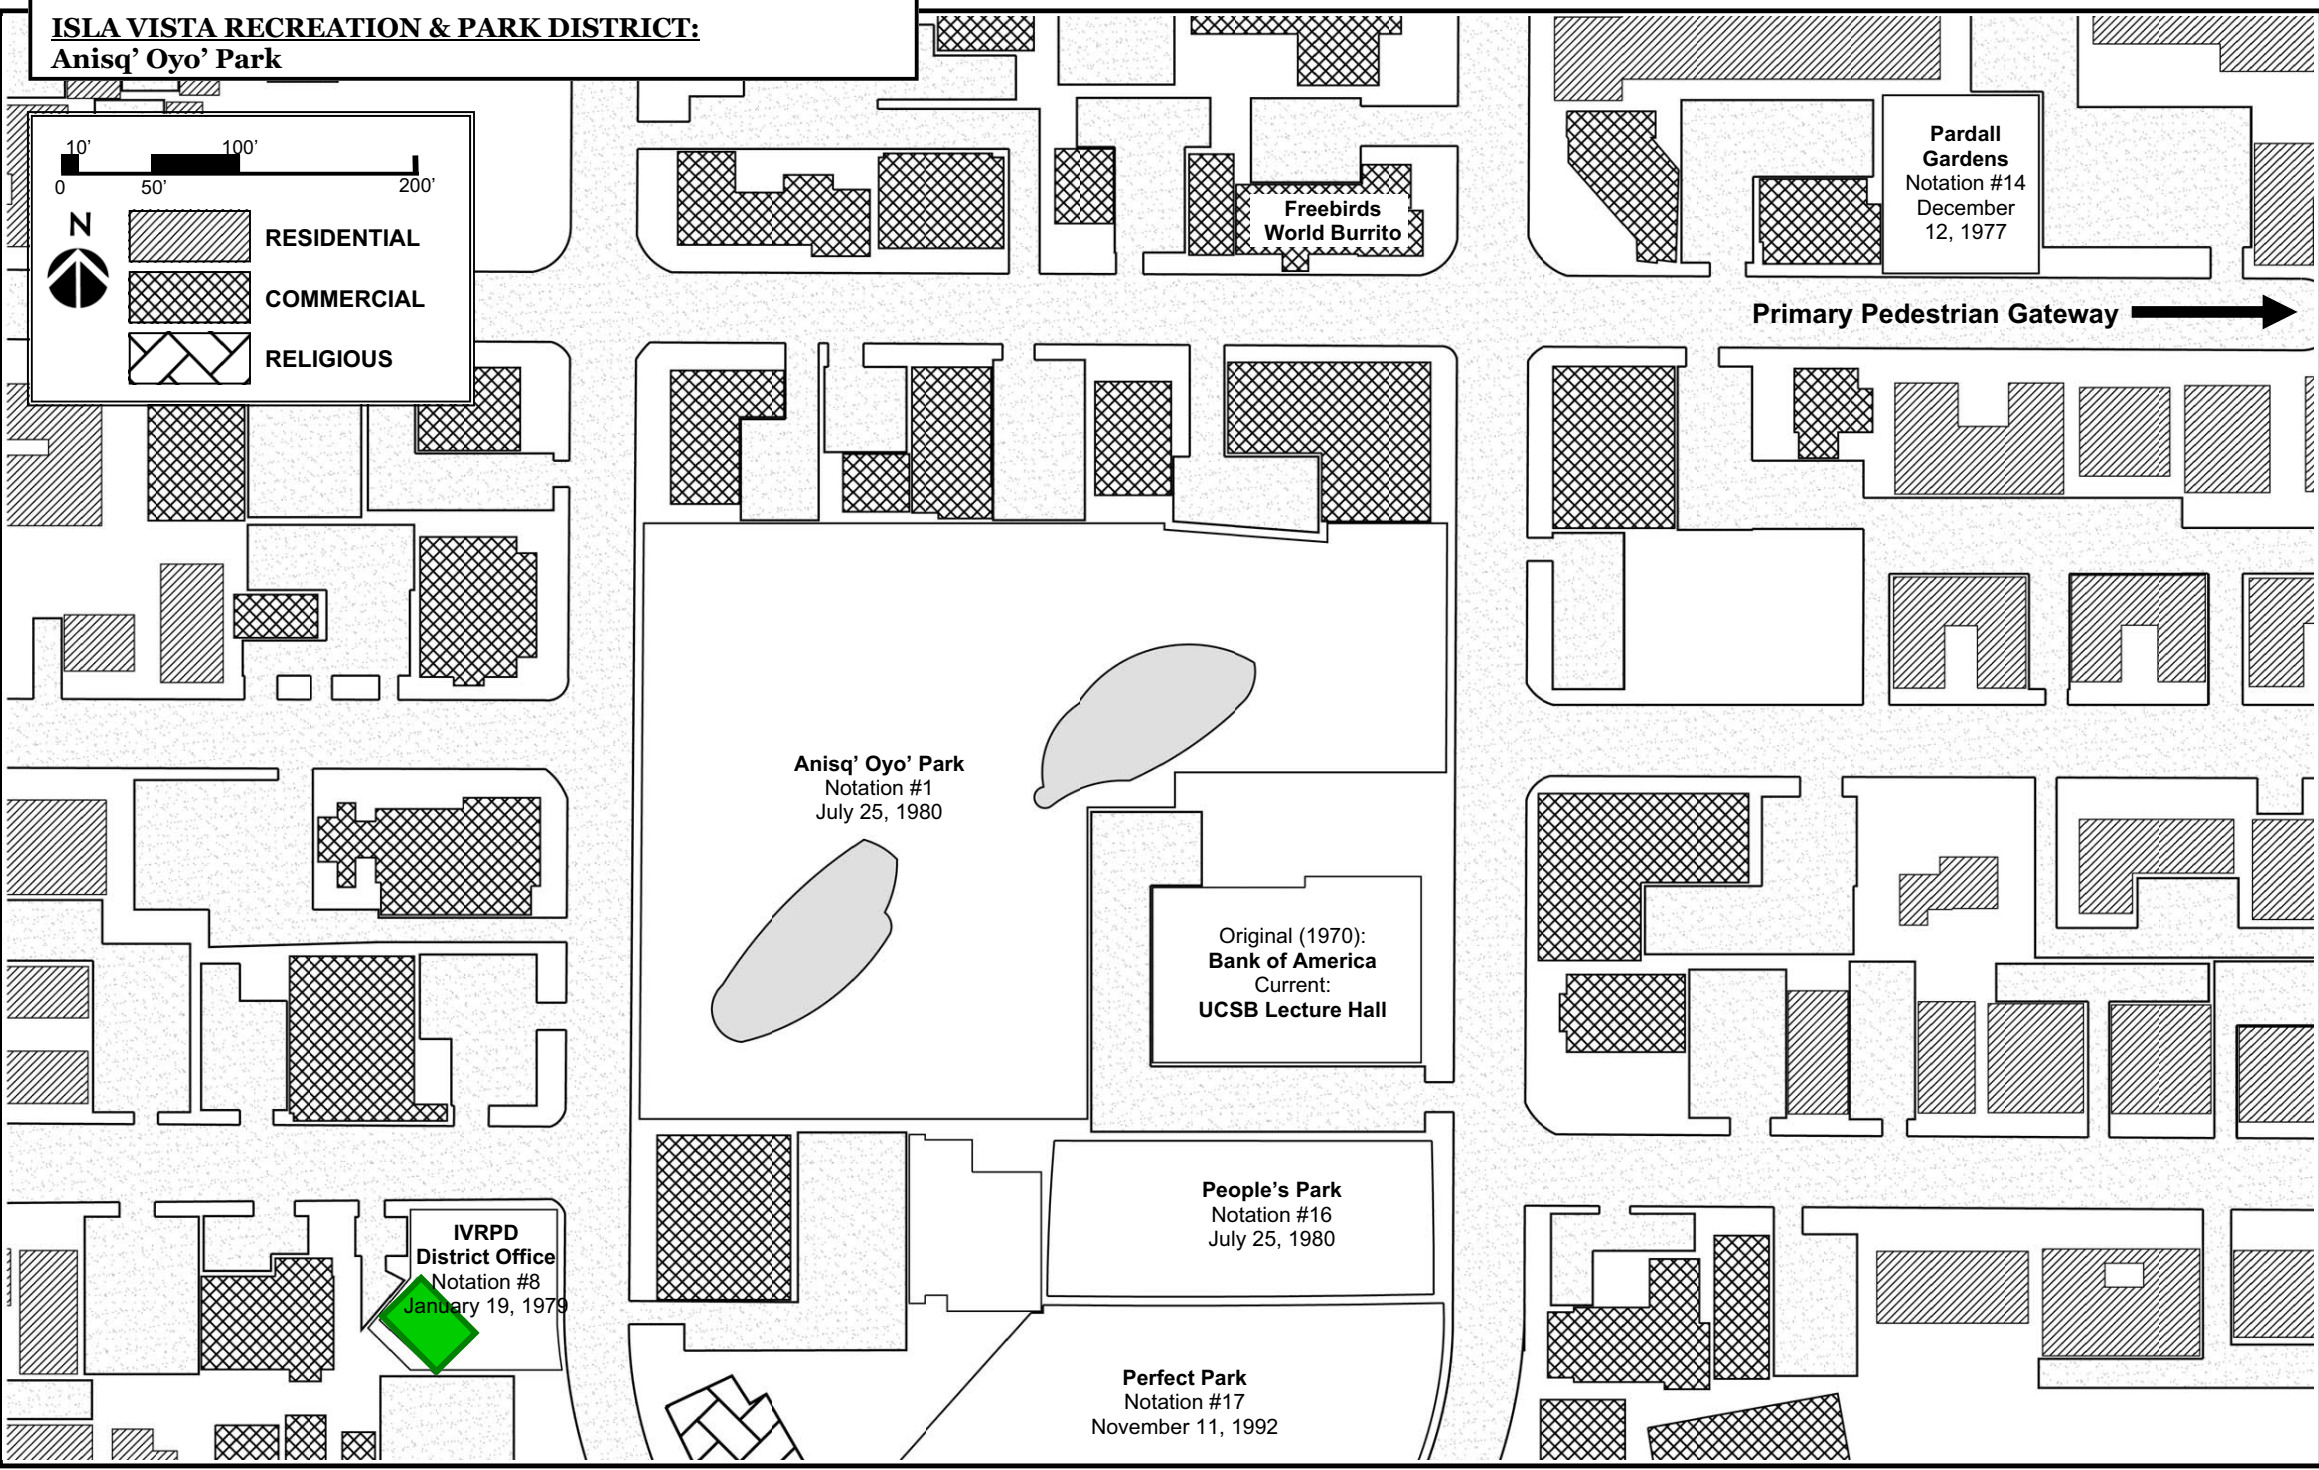 ISLA VISTA RECREATION & PARK DISTRICT:
Anisq’ Oyo’ Park
10’
100’
0
50’
200’
N
RESIDENTIAL
COMMERCIAL
RELIGIOUS
Freebirds
World Burrito
Pardall
Gardens
Notation #14
December
12, 1977
Primary Pedestrian Gateway
Anisq’ Oyo’ Park
Notation #1
July 25, 1980
Original (1970):
Bank of America
Current:
UCSB Lecture Hall
People’s Park
Notation #16
July 25, 1980
IVRPD
District Office
Notation #8
January 19, 1979
Perfect Park
Notation #17
November 11, 1992